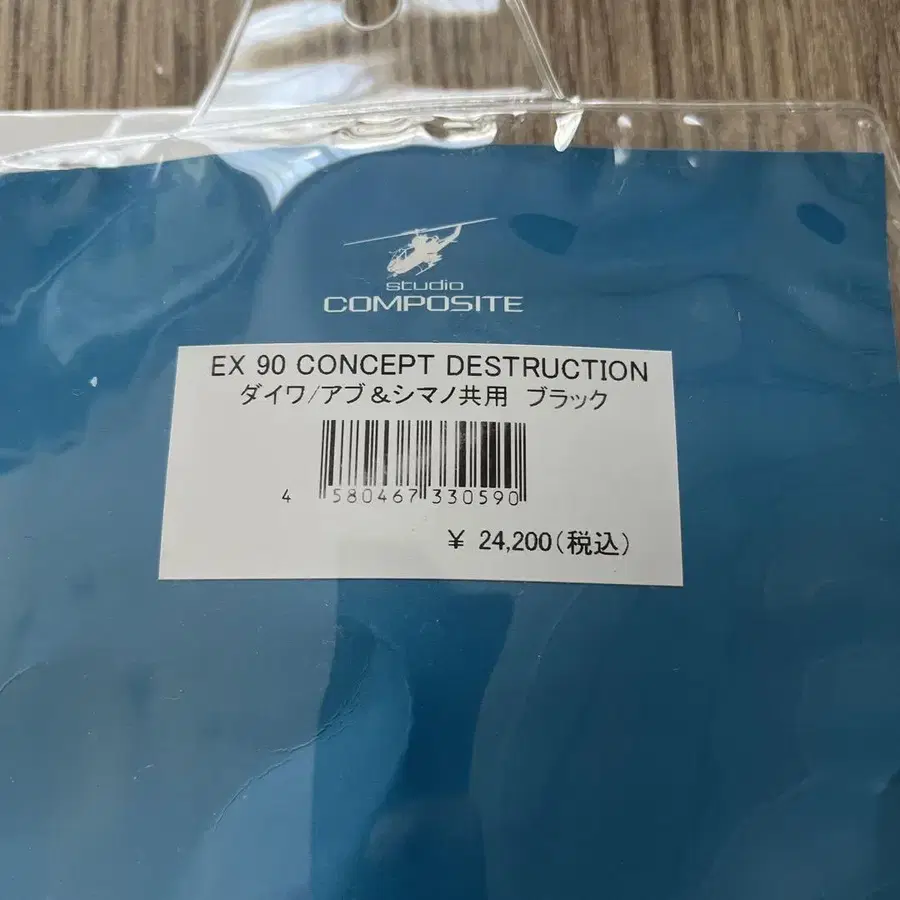 studio
COMPOSITE
EX 90 CONCEPT DESTRUCTION
ダイワ/アブ&シマノ共用 ブラック
4 580467 330590
¥ 24,200(税込)